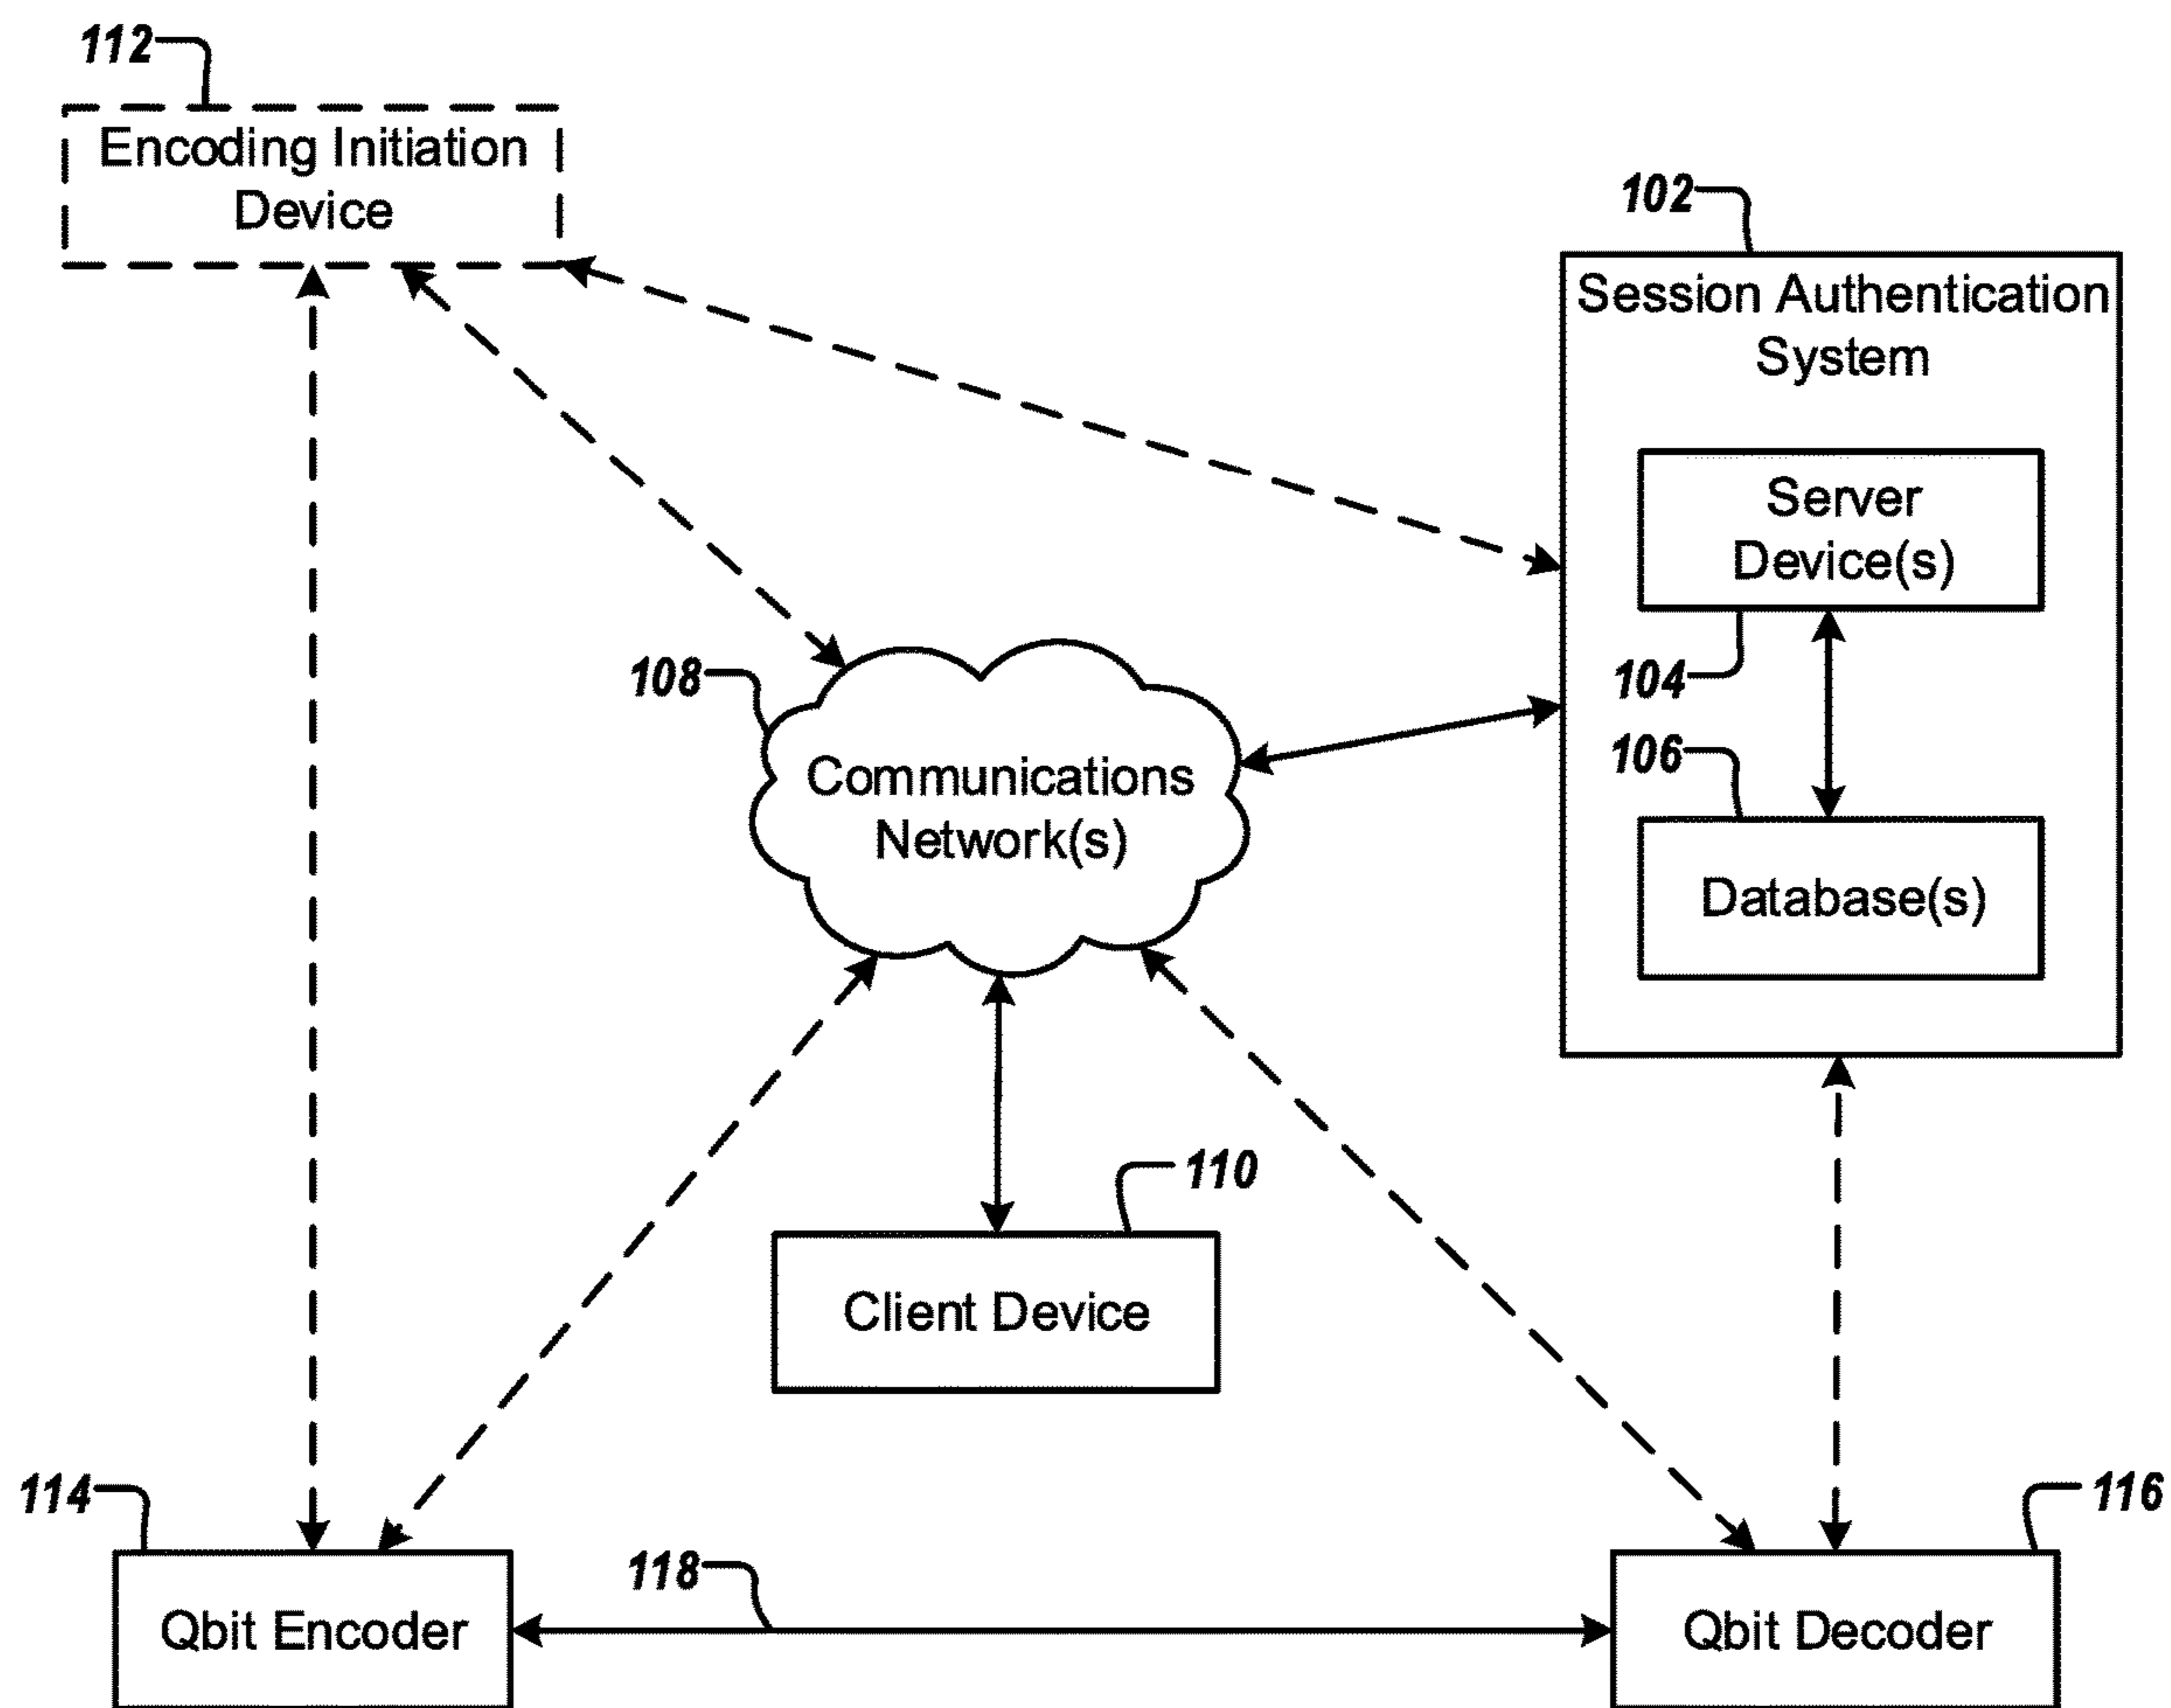 112
Encoding Initiation
Device
102
Session Authentication
System
Server
Device(s)
104
108
106
Communications
Network(s)
Database(s)
110
Client Device
114
116
118
Qbit Encoder
Qbit Decoder